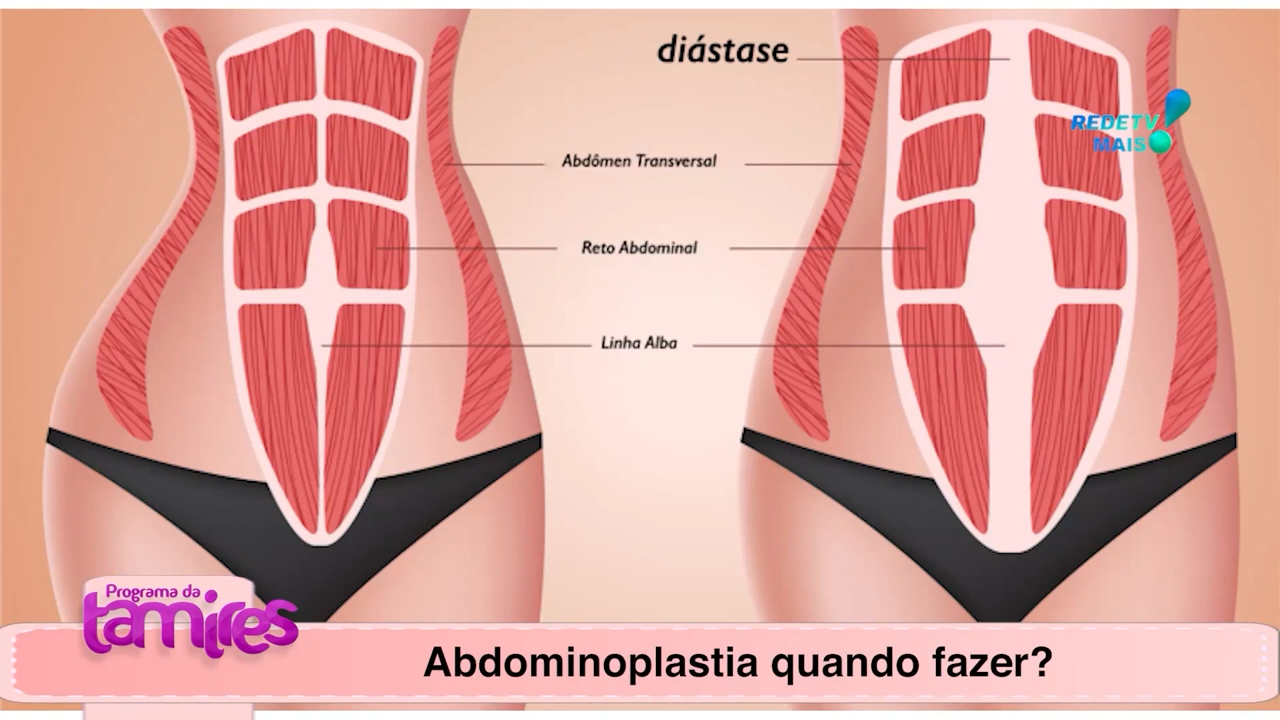 diástase
REDETV
MAIS
Abdômen Transversal
Reto Abdominal
Linha Alba
Programa da
tamires
Abdominoplastia quando fazer?